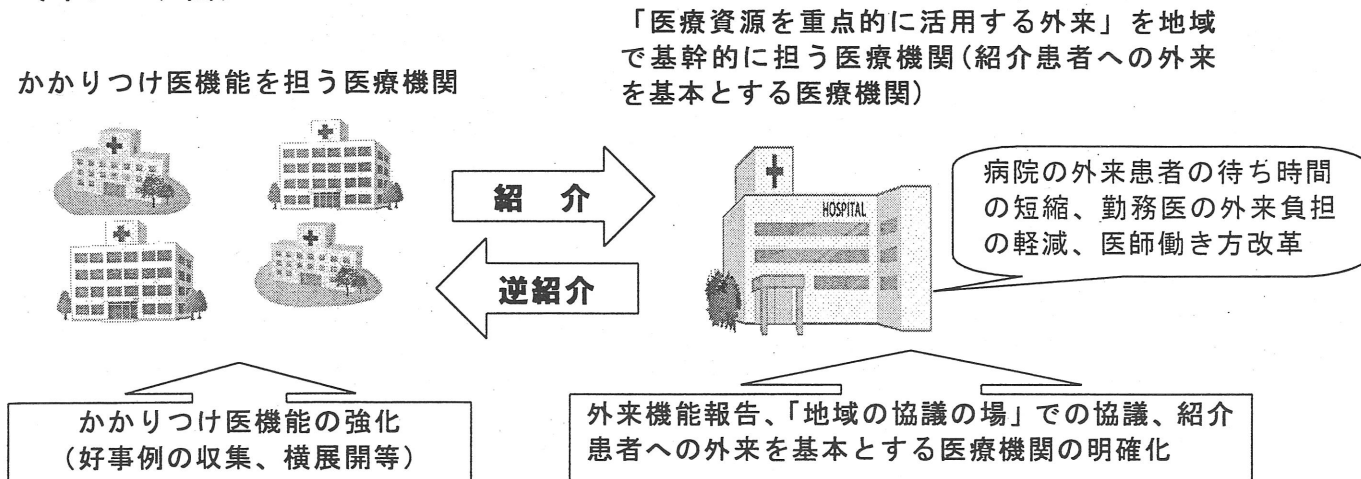 「医療資源を重点的に活用する外来」を地域
で基幹的に担う医療機関(紹介患者への外来
を基本とする医療機関)
かかりつけ医機能を担う医療機関
紹 介
逆紹介
HOSPITAL
病院の外来患者の待ち時間
の短縮、勤務医の外来負担
の軽減、医師働き方改革
かかりつけ医機能の強化
(好事例の収集、横展開等)
外来機能報告、「地域の協議の場」での協議、紹介
患者への外来を基本とする医療機関の明確化